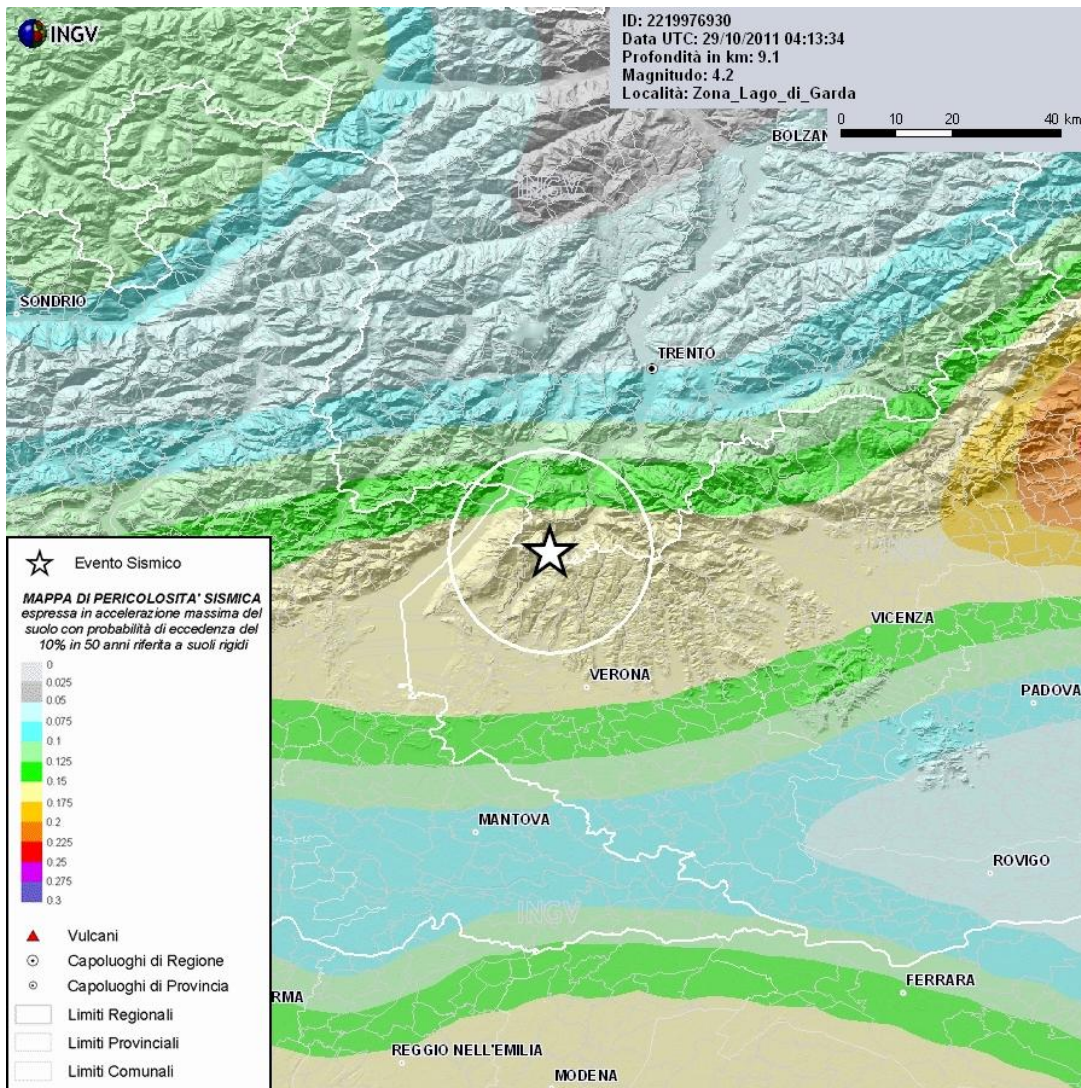 INGV
ID: 2219976930
Data UTC: 29/10/2011 04:13:34
Profondità in km: 9.1
Magnitudo: 4.2
Località: Zona_Lago_di_Garda
0 10 20 40 km
BOLZAN
INGV
SONDRIO
TRENTO
VICENZA
VERONA
PADOVA
MANTOVA
ROVIGO
INGV
FERRARA
RMA
REGGIO NELL'EMILIA
MODENA
Evento Sismico
MAPPA DI PERICOLOSITA' SISMICA
espressa in accelerazione massima del
suolo con probabilità di eccedenza del
10% in 50 anni riferita a suoli rigidi
0
0.025
0.05
0.075
0.1
0.125
0.15
0.175
0.2
0.225
0.25
0.275
0.3
Vulcani
Capoluoghi di Regione
Capoluoghi di Provincia
Limiti Regionali
Limiti Provinciali
Limiti Comunali